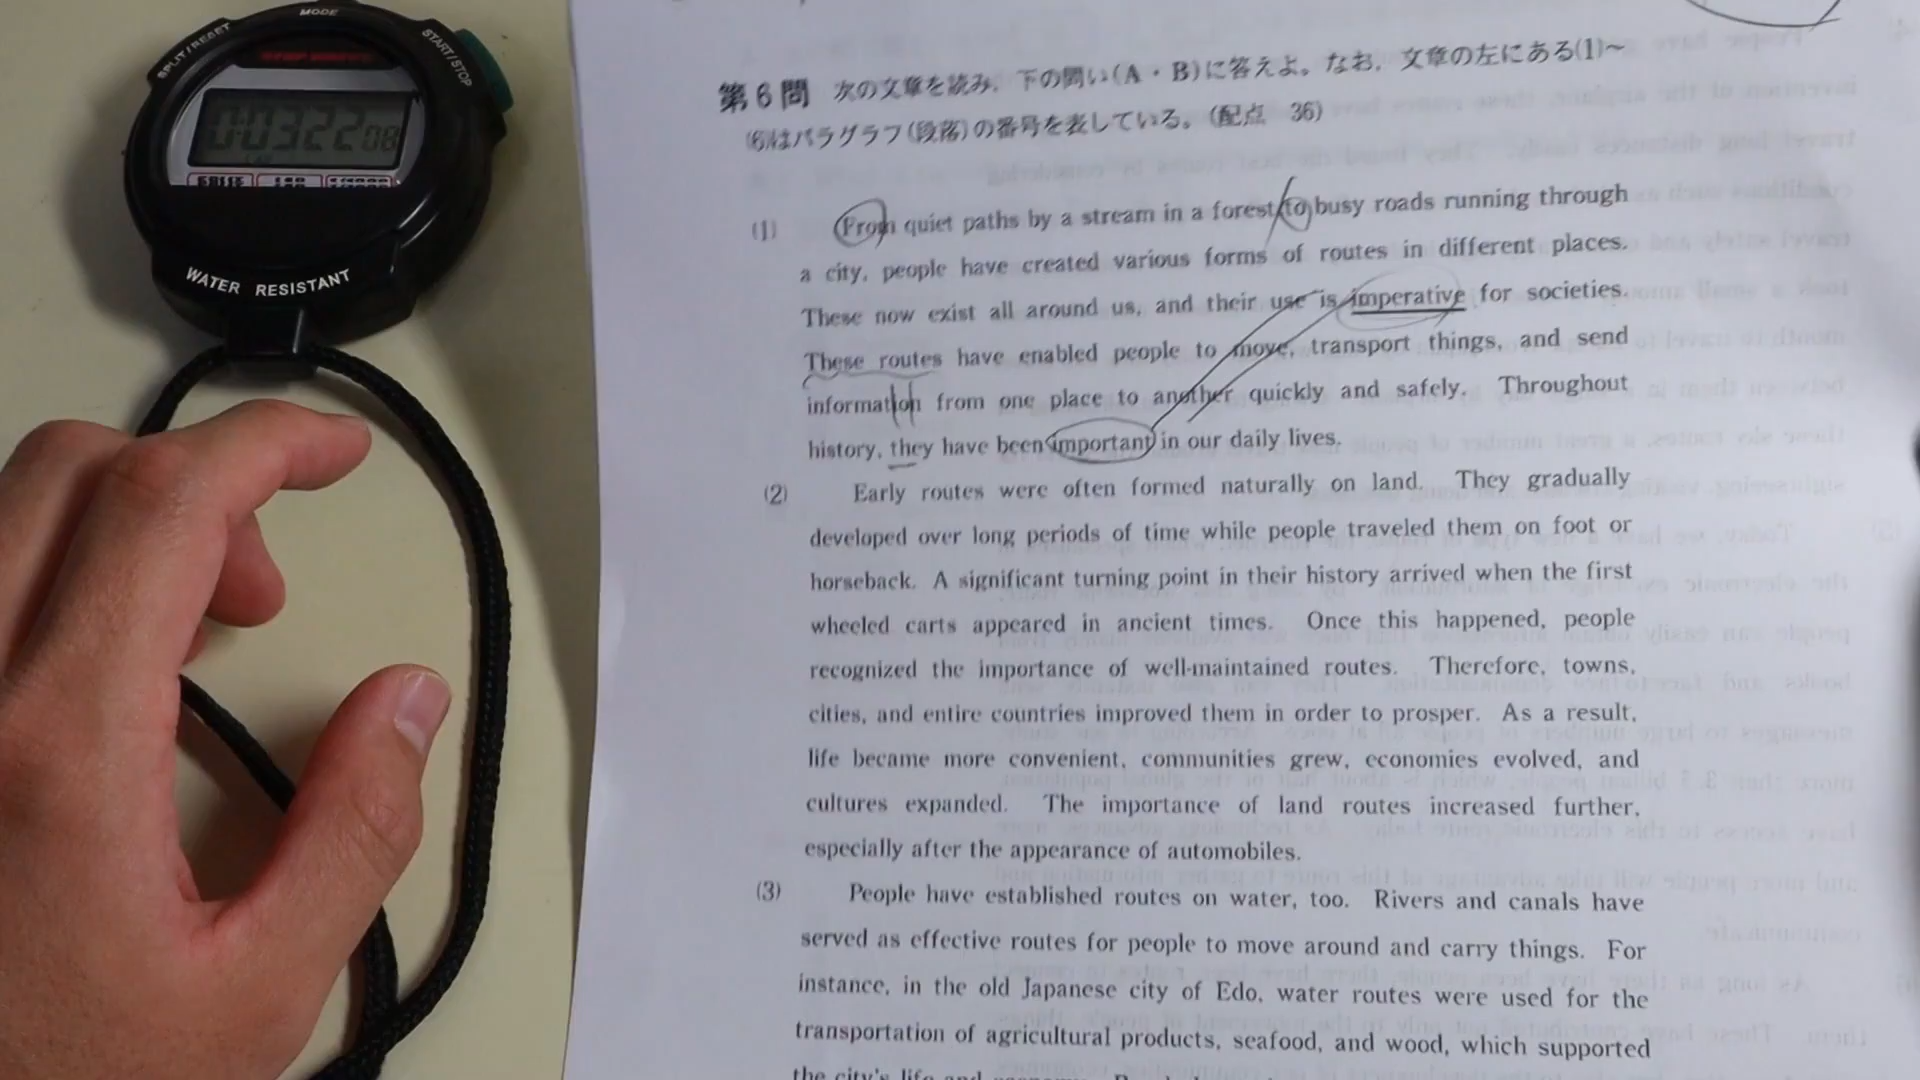 MODE
SPLIT/RESET
START/STOP
0:032208
WATER RESISTANT
第6問 次の文章を読み，下の問い(A・B)に答えよ。なお，文章の左にある(1)～
(6)はパラグラフ(段落)の番号を表している。(配点 36)
(1) From quiet paths by a stream in a forest to busy roads running through
a city, people have created various forms of routes in different places.
These now exist all around us, and their use is imperative for societies.
These routes have enabled people to move, transport things, and send
information from one place to another quickly and safely. Throughout
history, they have been important in our daily lives.
(2) Early routes were often formed naturally on land. They gradually
developed over long periods of time while people traveled them on foot or
horseback. A significant turning point in their history arrived when the first
wheeled carts appeared in ancient times. Once this happened, people
recognized the importance of well-maintained routes. Therefore, towns,
cities, and entire countries improved them in order to prosper. As a result,
life became more convenient, communities grew, economies evolved, and
cultures expanded. The importance of land routes increased further,
especially after the appearance of automobiles.
(3) People have established routes on water, too. Rivers and canals have
served as effective routes for people to move around and carry things. For
instance, in the old Japanese city of Edo, water routes were used for the
transportation of agricultural products, seafood, and wood, which supported
the city's life and